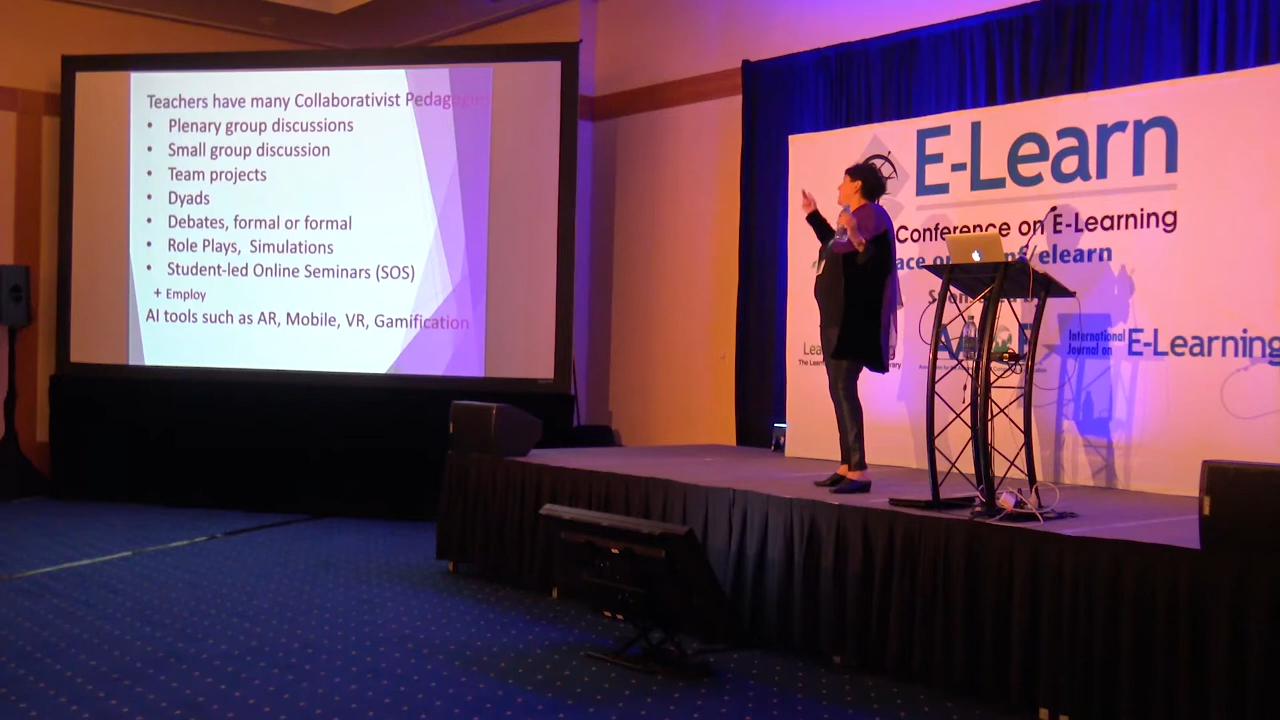 Teachers have many Collaborativist Pedagogies
• Plenary group discussions
• Small group discussion
• Team projects
• Dyads
• Debates, formal or formal
• Role Plays, Simulations
• Student-led Online Seminars (SOS)
+ Employ
AI tools such as AR, Mobile, VR, Gamification
E-Learn
Conference on E-Learning
/elearn
International
Journal on
E-Learning